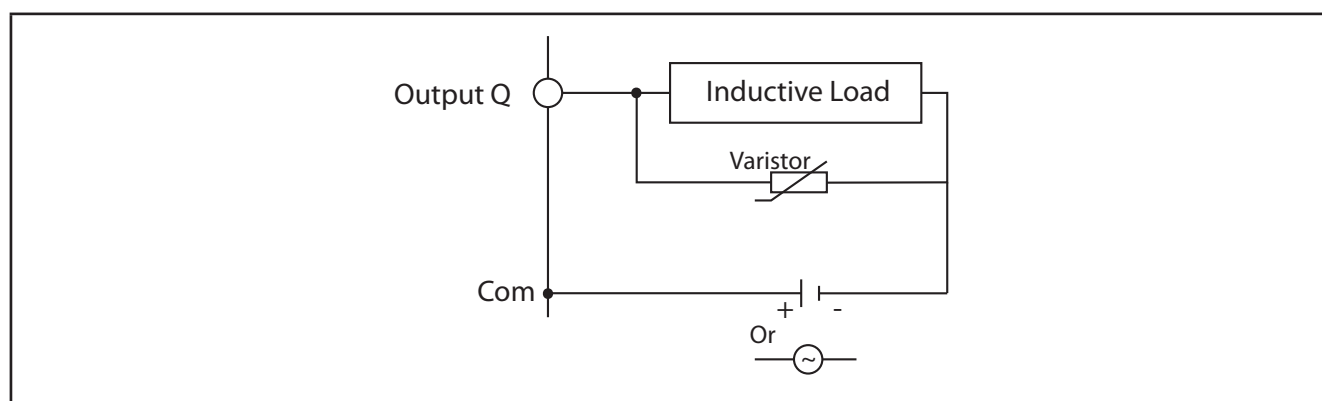 Output Q
Inductive Load
Varistor
Com
+ -
Or
~